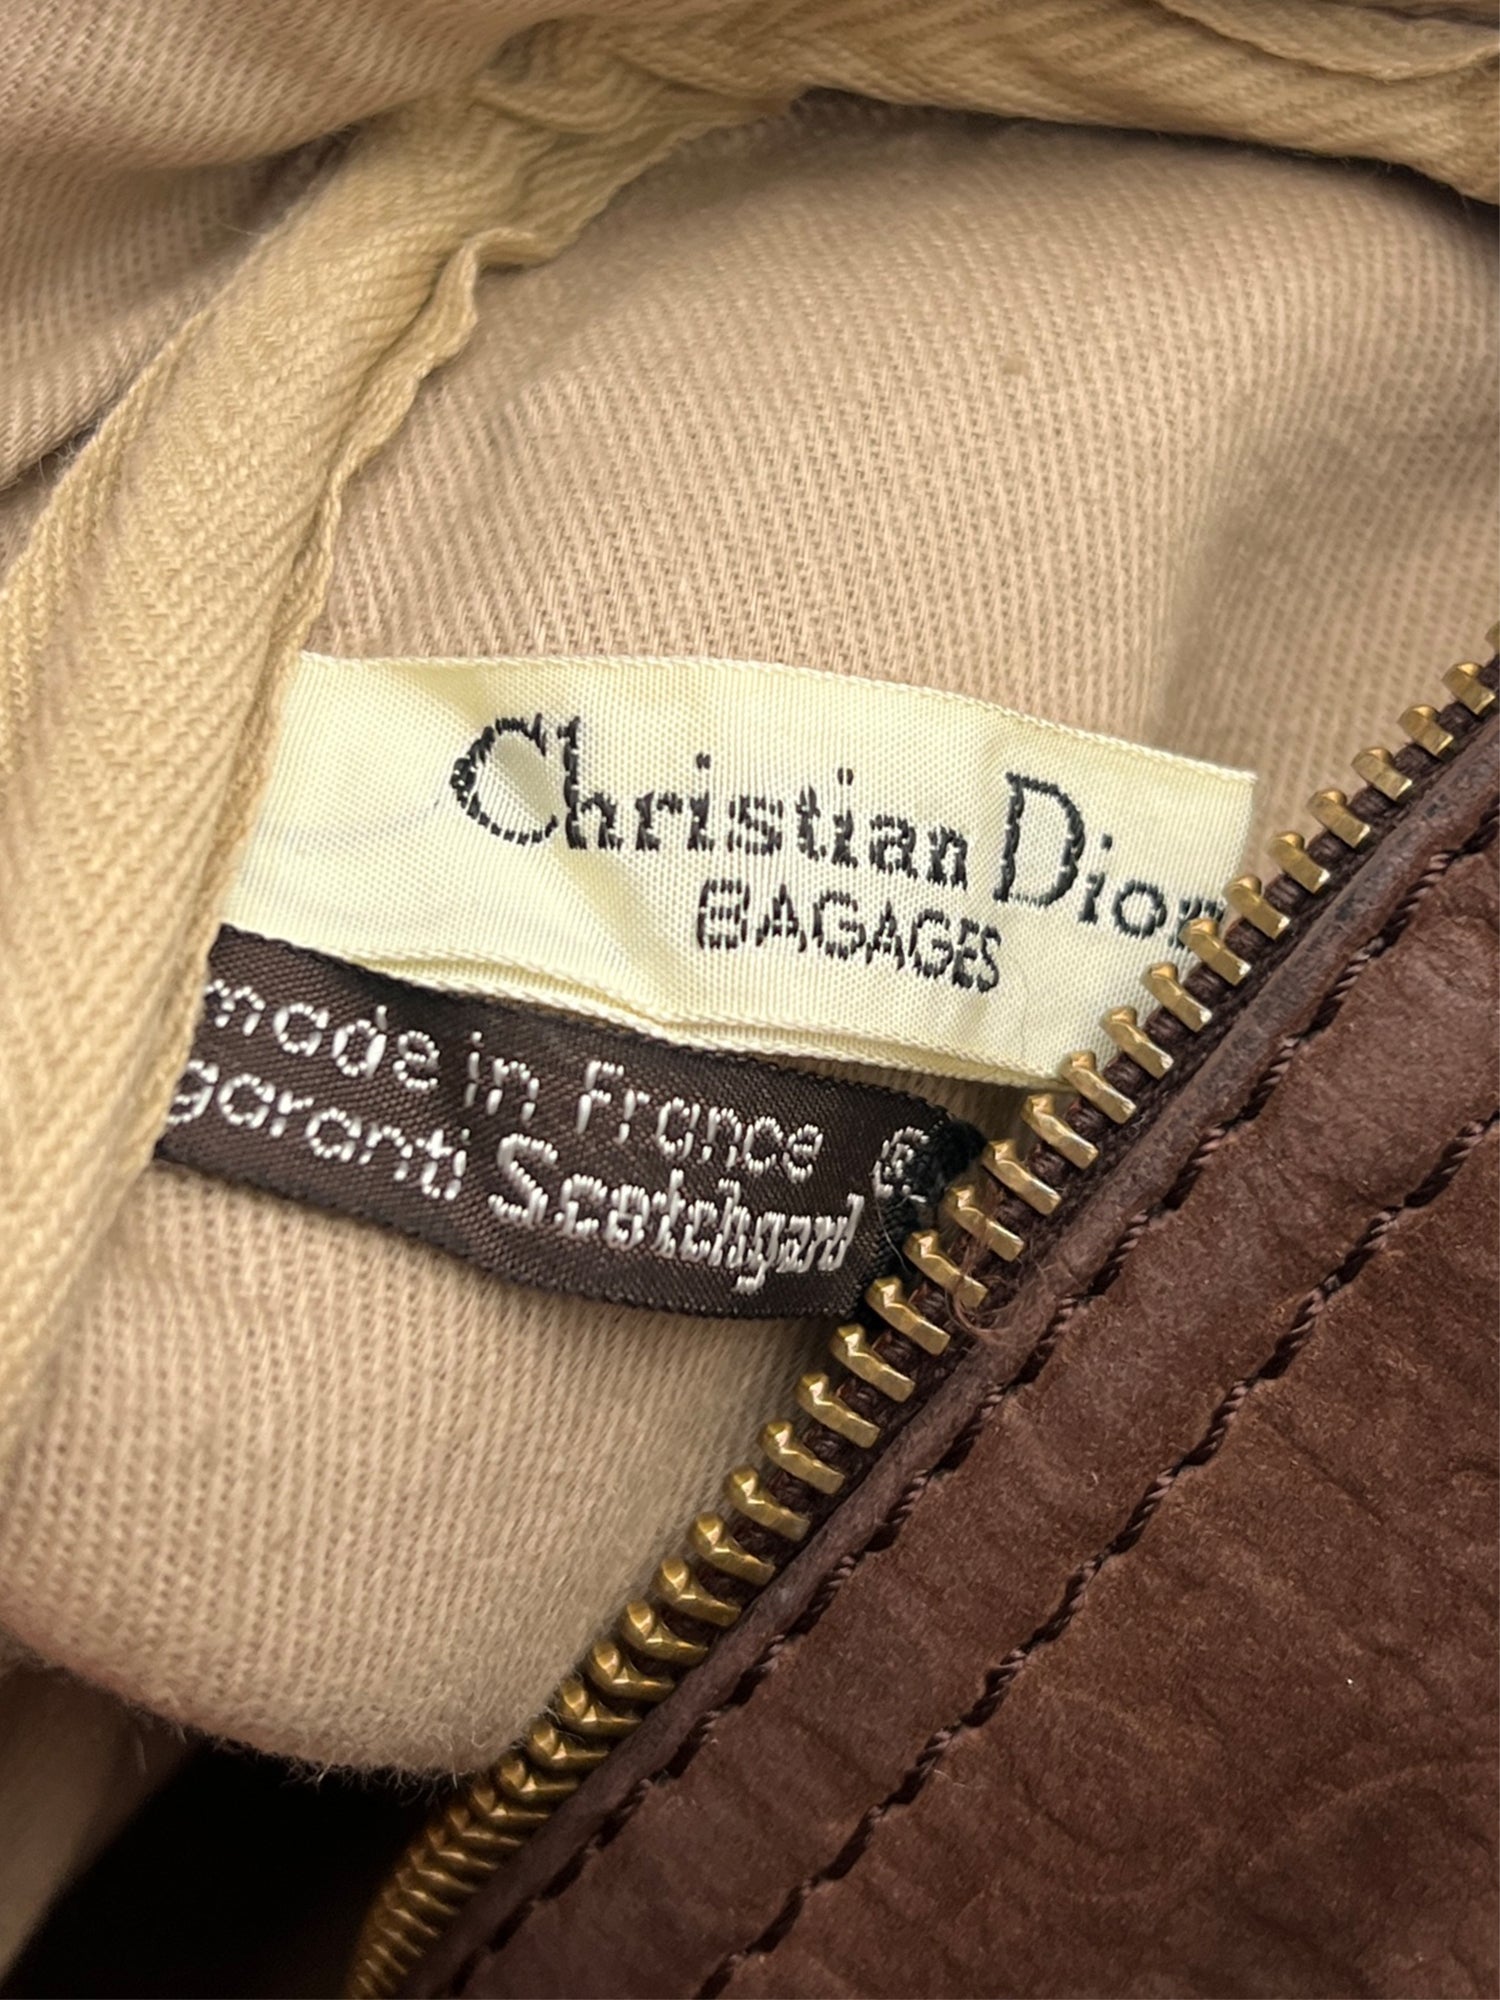 Christian Dior
BAGAGES
made in France
garanti Scotchgard ®